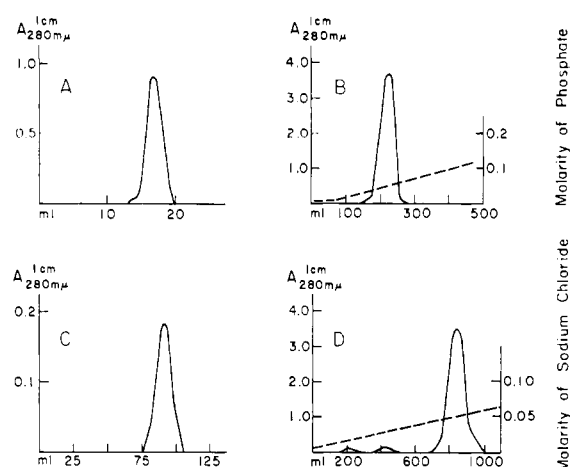 A 1cm 280mμ
1.0
0.5
A
ml 10 20
A 1cm 280mμ
4.0
3.0
2.0
1.0
B
0.2
0.1
ml 100 300 500
Molarity of Phosphate
A 1cm 280mμ
0.2
0.1
C
ml 25 75 125
A 1cm 280mμ
4.0
3.0
2.0
1.0
D
0.10
0.05
ml 200 600 1000
Molarity of Sodium Chloride